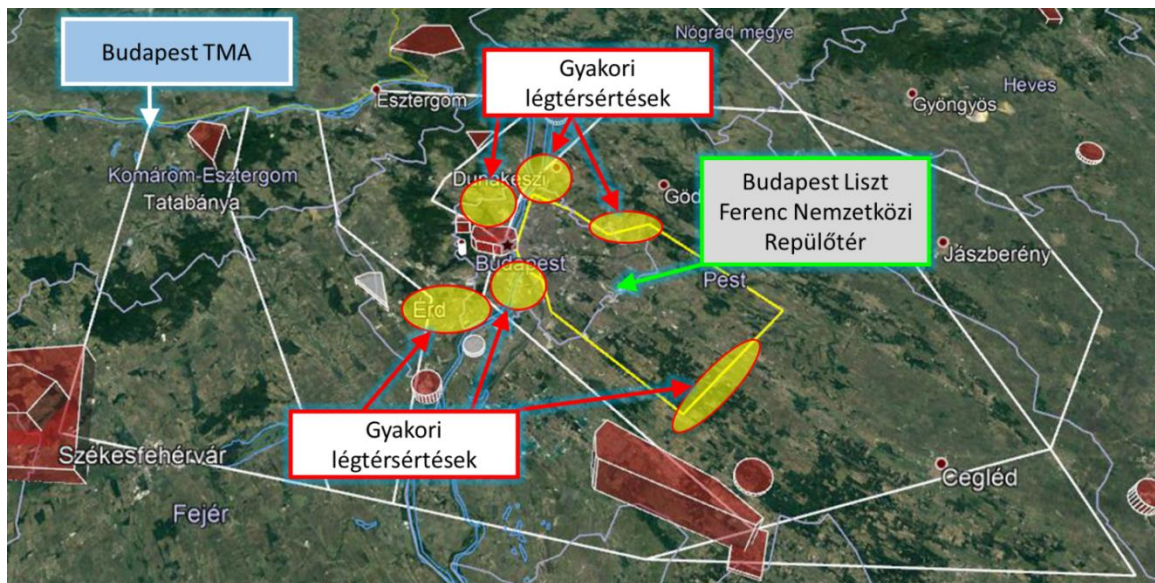 Budapest TMA
Nógrád megye
Gyakori
légtérsértések
Heves
Esztergom
Gyöngyös
Komárom-Esztergom
Tatabánya
Dunakeszi
Göd
Budapest Liszt
Ferenc Nemzetközi
Repülőtér
Jászberény
Budapest
Pest
Érd
Gyakori
légtérsértések
Székesfehérvár
Cegléd
Fejér